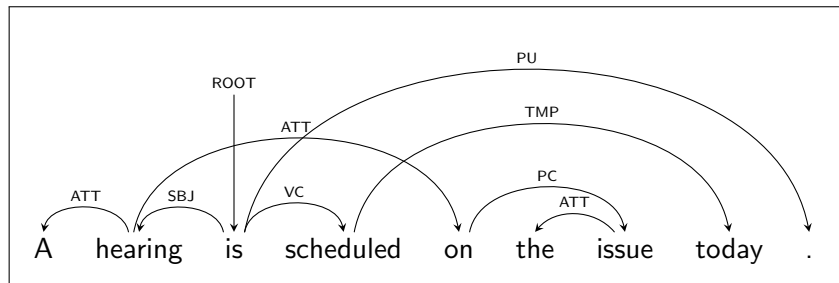 PU
ROOT
TMP
ATT
PC
ATT SBJ VC ATT
A hearing is scheduled on the issue today .